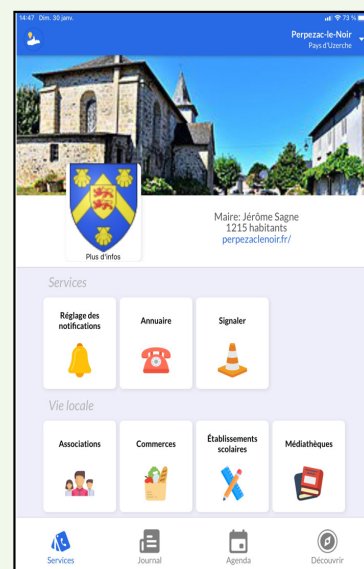 14:47 Dim. 30 janv.
73 %
Perpezac-le-Noir
Pays d'Uzerche
Maire: Jérôme Sagne
1215 habitants
perpezaclenoir.fr/
Plus d'infos
Services
Réglage des
notifications
Annuaire
Signaler
Vie locale
Associations
Commerces
Établissements
scolaires
Médiathèques
Services
Journal
Agenda
Découvrir